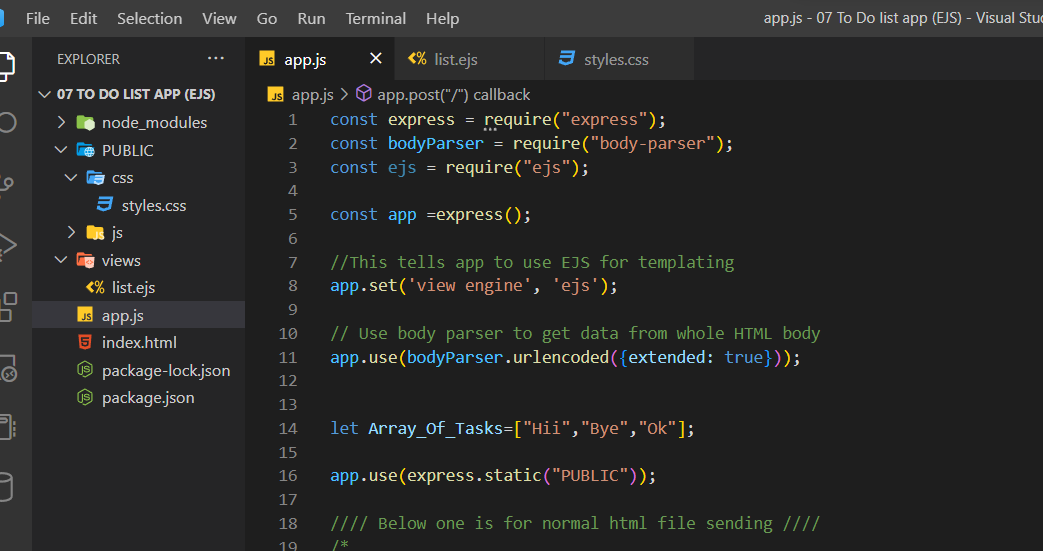 File Edit Selection View Go Run Terminal Help app.js - 07 To Do list app (EJS) - Visual Stu
EXPLORER ···
07 TO DO LIST APP (EJS)
node_modules
PUBLIC
css
styles.css
js
views
list.ejs
app.js
index.html
package-lock.json
package.json
app.js list.ejs styles.css
app.js > app.post("/") callback
1 const express = require("express");
2 const bodyParser = require("body-parser");
3 const ejs = require("ejs");
4
5 const app =express();
6
7 //This tells app to use EJS for templating
8 app.set('view engine', 'ejs');
9
10 // Use body parser to get data from whole HTML body
11 app.use(bodyParser.urlencoded({extended: true}));
12
13
14 let Array_Of_Tasks=["Hii","Bye","Ok"];
15
16 app.use(express.static("PUBLIC"));
17
18 //// Below one is for normal html file sending ////
19 /*